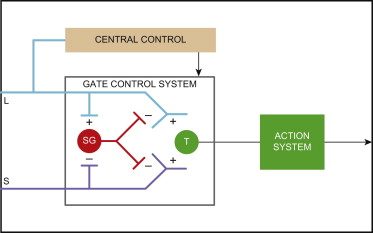 CENTRAL CONTROL
GATE CONTROL SYSTEM
L
+
–
+
SG
T
ACTION
SYSTEM
–
–
+
S